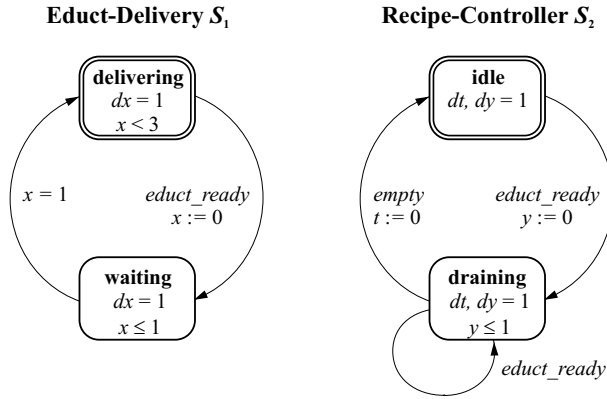 Educt-Delivery S1
delivering
dx = 1
x < 3
x = 1
educt_ready
x := 0
waiting
dx = 1
x ≤ 1
Recipe-Controller S2
idle
dt, dy = 1
empty
t := 0
educt_ready
y := 0
draining
dt, dy = 1
y ≤ 1
educt_ready